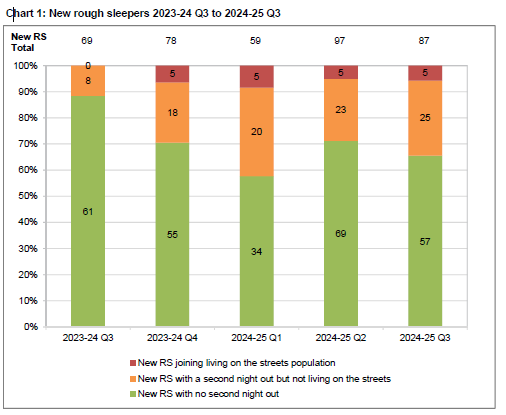 Chart 1: New rough sleepers 2023-24 Q3 to 2024-25 Q3
New RS Total 69 78 59 97 87
100%
90%
80%
70%
60%
50%
40%
30%
20%
10%
0%
0 5 5 5 5
8 18 20 23 25
61 55 34 69 57
2023-24 Q3 2023-24 Q4 2024-25 Q1 2024-25 Q2 2024-25 Q3
New RS joining living on the streets population
New RS with a second night out but not living on the streets
New RS with no second night out